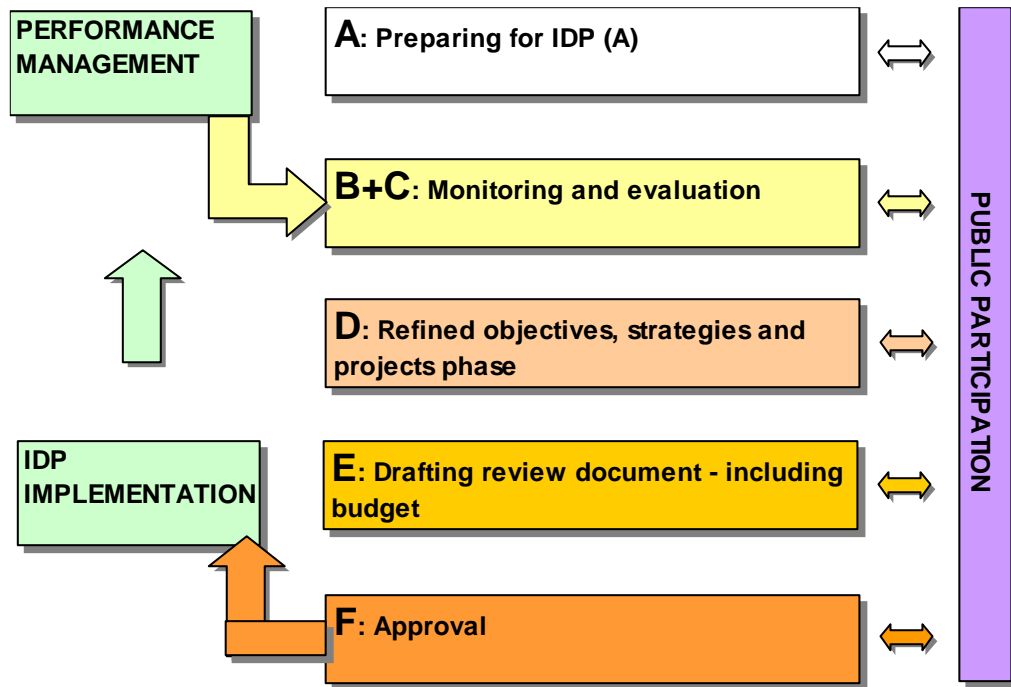 PERFORMANCE
MANAGEMENT
A: Preparing for IDP (A)
B+C: Monitoring and evaluation
D: Refined objectives, strategies and
projects phase
IDP
IMPLEMENTATION
E: Drafting review document - including
budget
F: Approval
PUBLIC PARTICIPATION